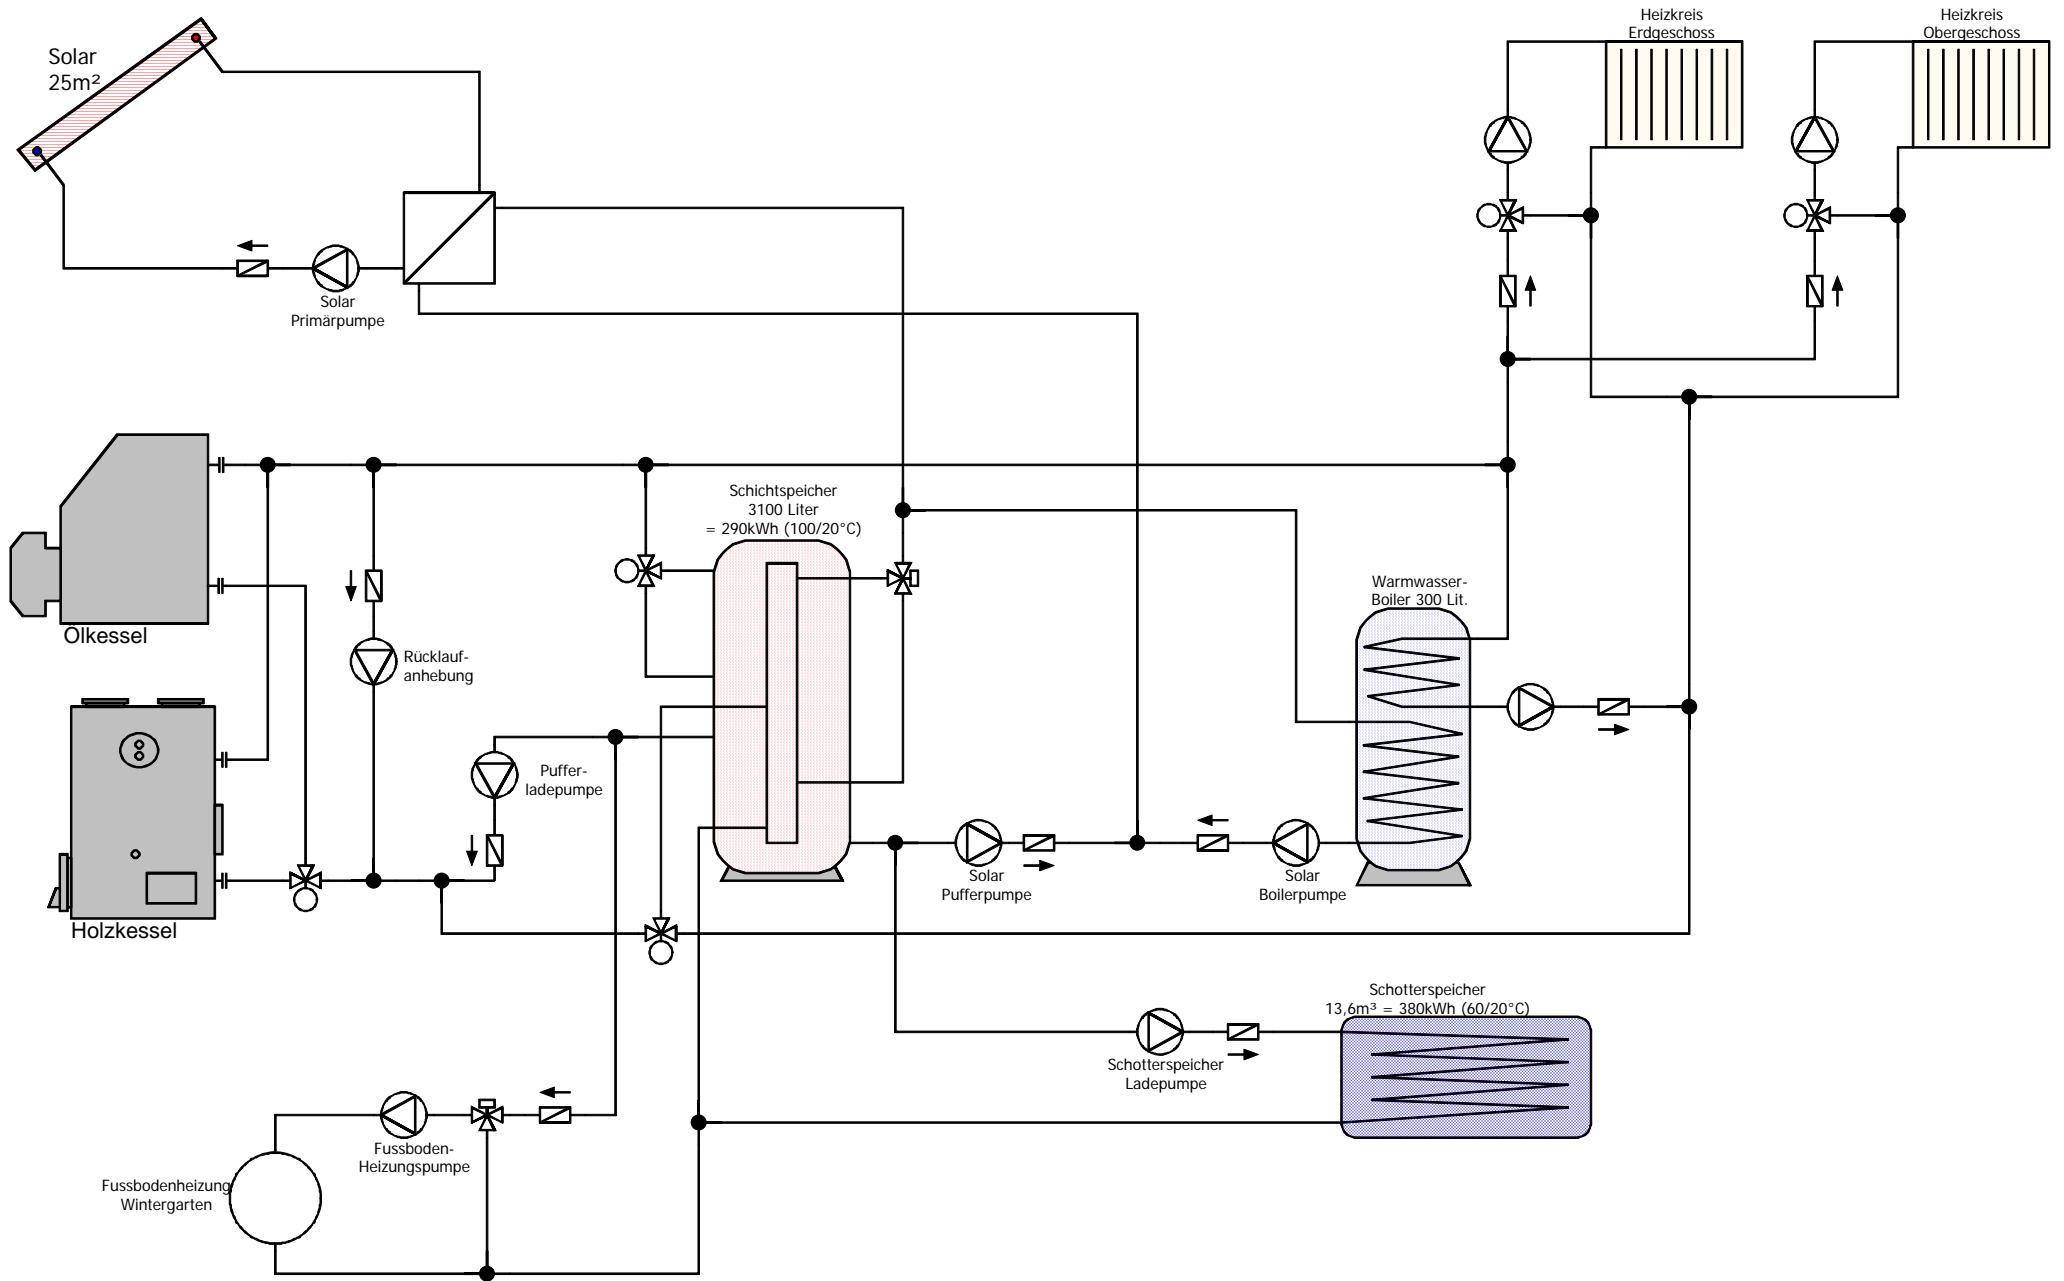 Heizkreis
Erdgeschoss
Heizkreis
Obergeschoss
Solar
25m²
Solar
Primärpumpe
Ölkessel
Schichtspeicher
3100 Liter
= 290kWh (100/20°C)
Warmwasser-
Boiler 300 Lit.
Rücklauf-
anhebung
Puffer-
ladepumpe
Holzkessel
Solar
Pufferpumpe
Solar
Boilerpumpe
Schotterspeicher
13,6m³ = 380kWh (60/20°C)
Schotterspeicher
Ladepumpe
Fussboden-
Heizungspumpe
Fussbodenheizung
Wintergarten